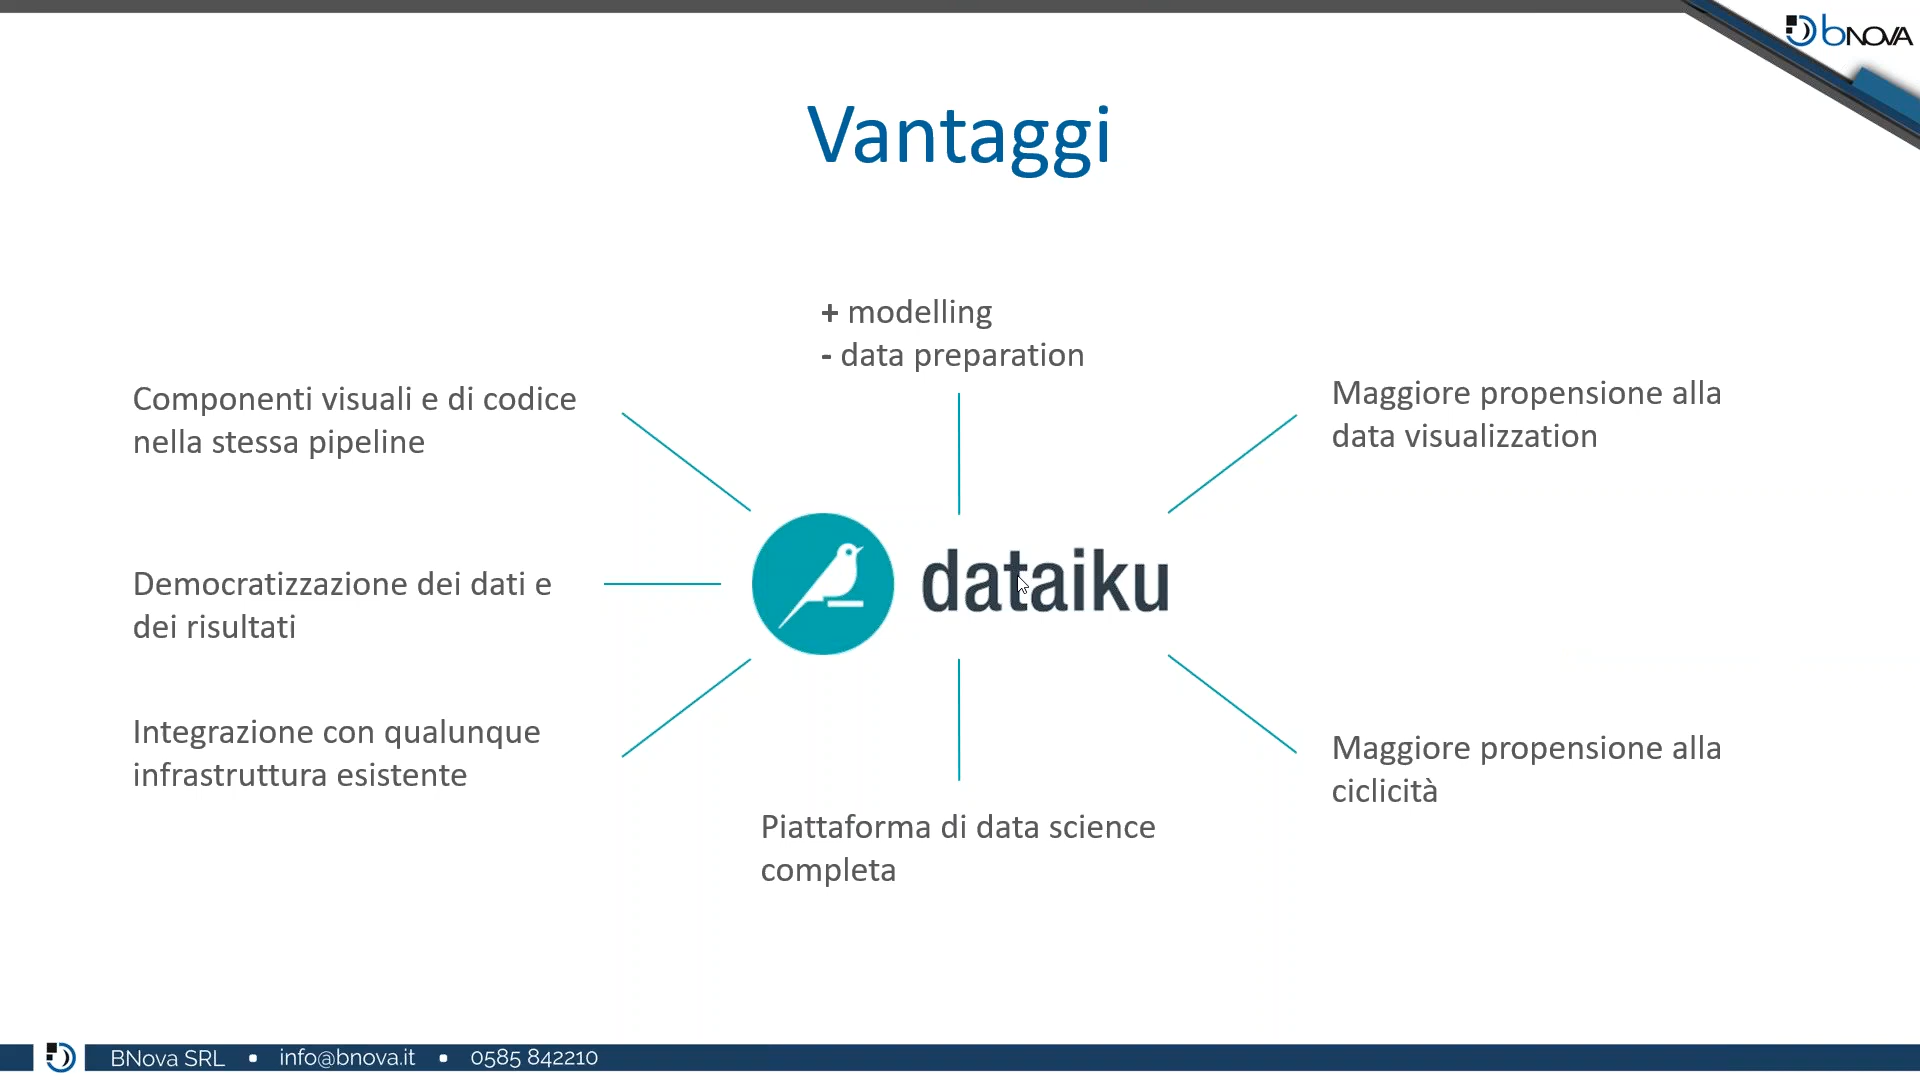 bNOVA
Vantaggi
+ modelling
- data preparation
Componenti visuali e di codice
nella stessa pipeline
Maggiore propensione alla
data visualizzation
Democratizzazione dei dati e
dei risultati
dataiku
Integrazione con qualunque
infrastruttura esistente
Maggiore propensione alla
ciclicità
Piattaforma di data science
completa
BNova SRL • info@bnova.it • 0585 842210